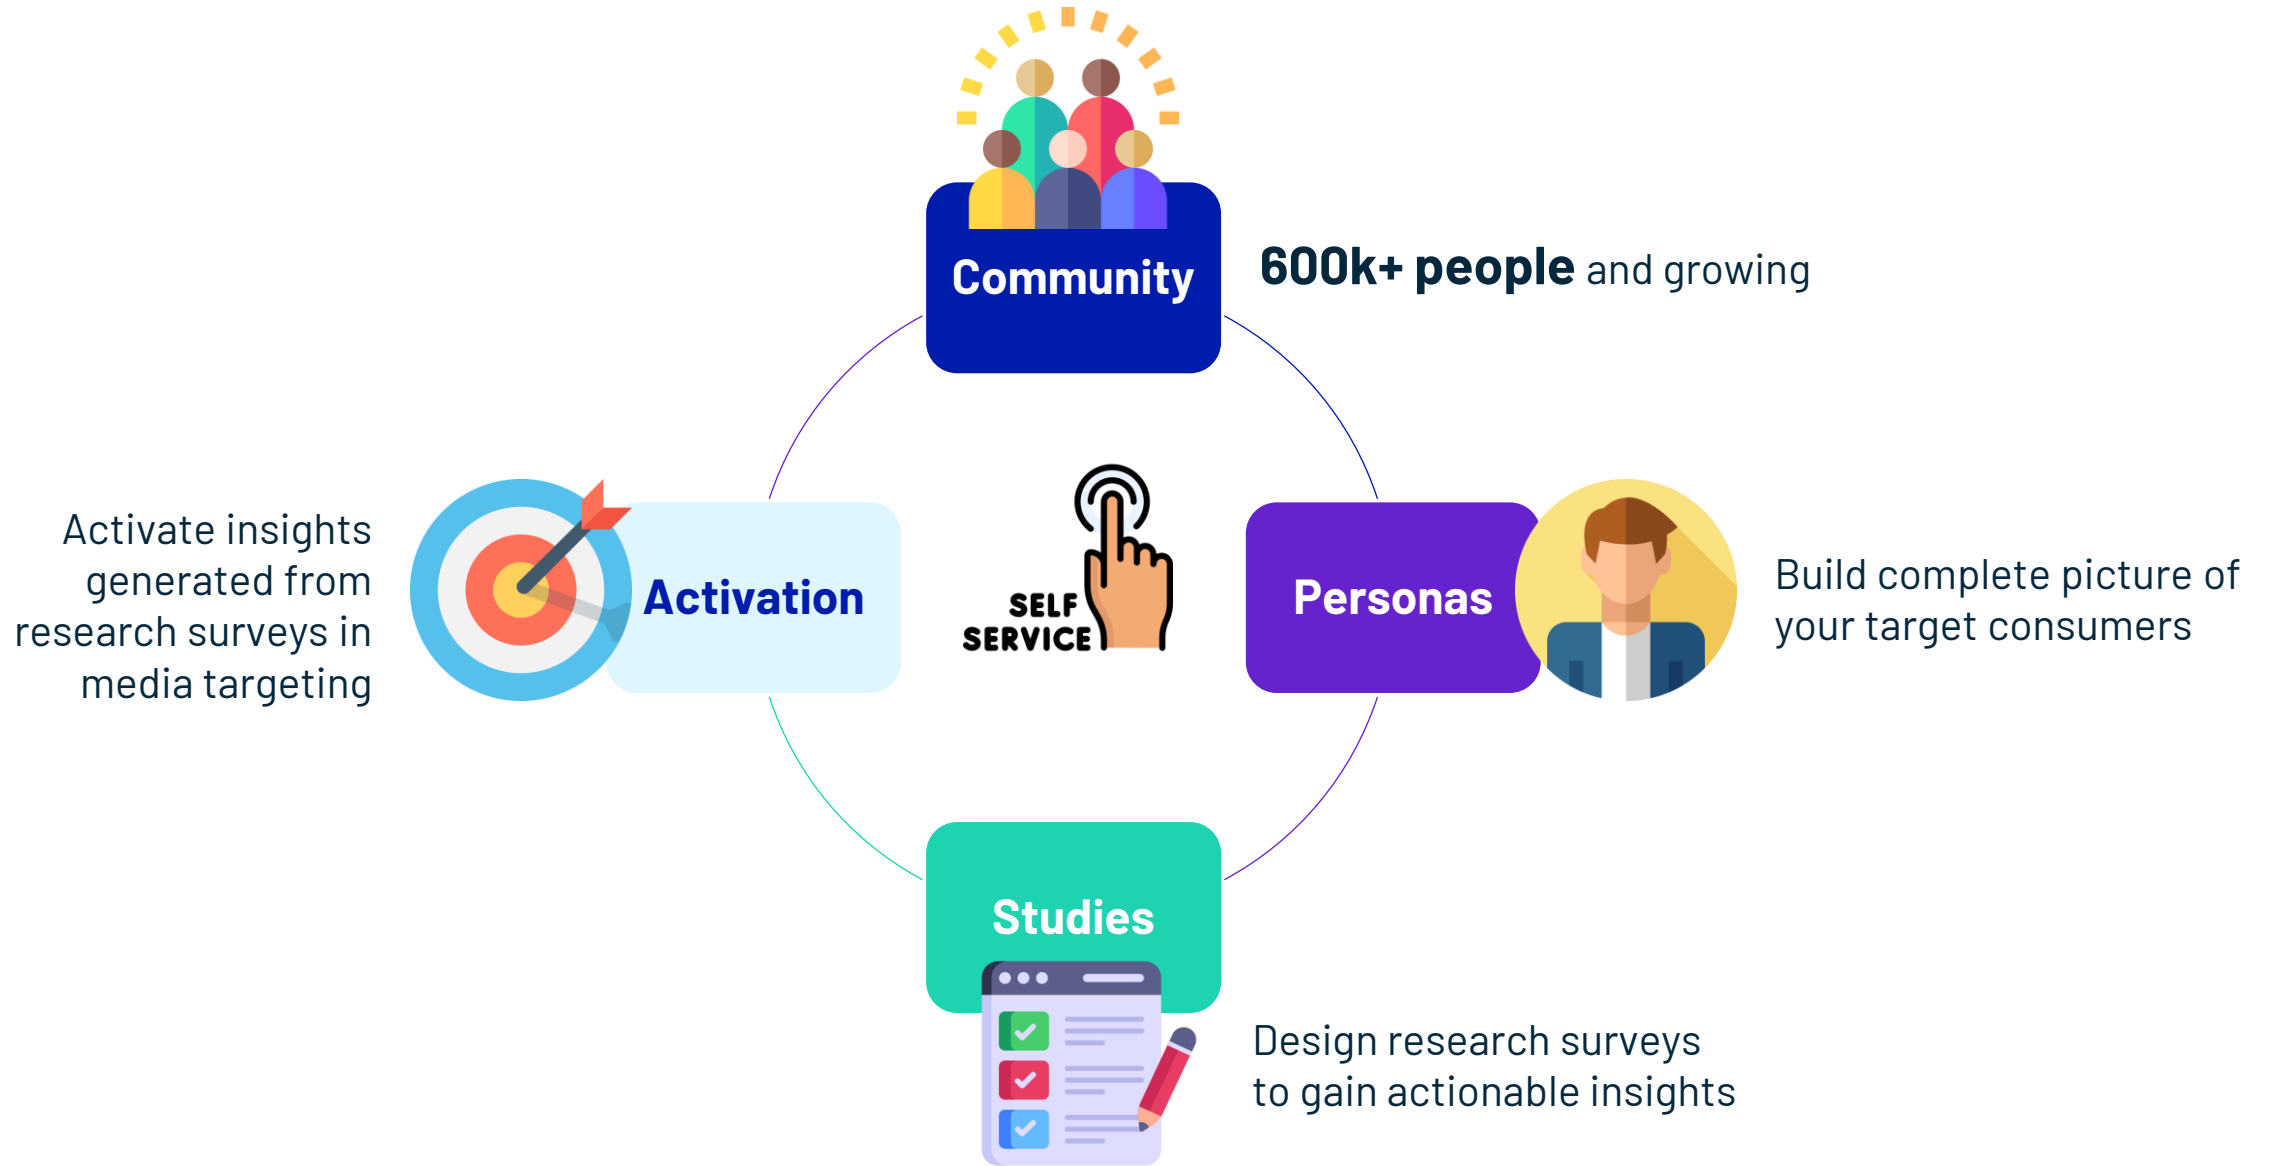 Community
600k+ people and growing
Activate insights
generated from
research surveys in
media targeting
Activation
SELF
SERVICE
Personas
Build complete picture of
your target consumers
Studies
Design research surveys
to gain actionable insights